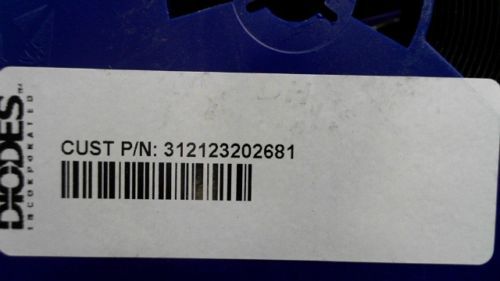 DIODES
INCORPORATED
CUST P/N: 312123202681